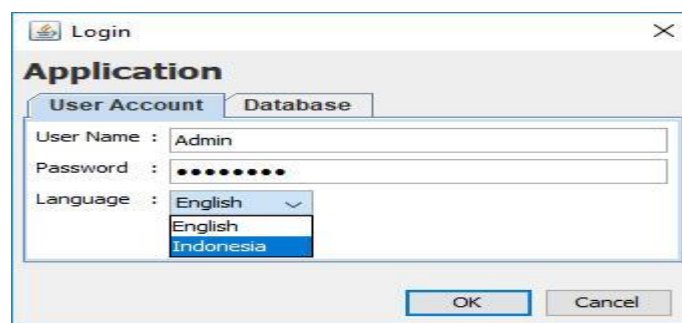 Login
Application
User Account Database
User Name : Admin
Password : ●●●●●●●●
Language : English
English
Indonesia
OK Cancel